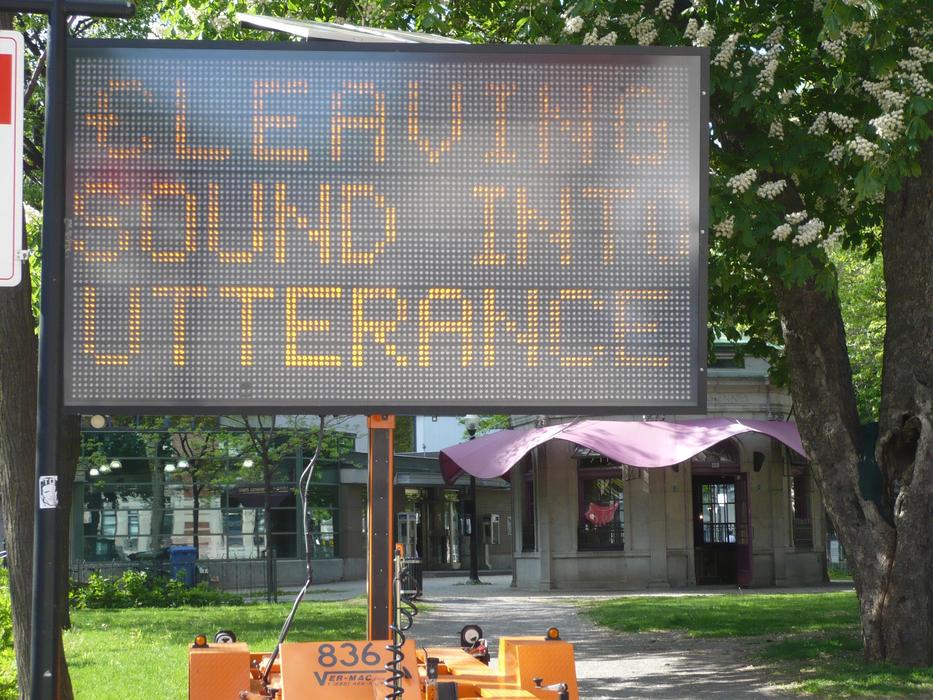 CLEAVING
SOUND INTO
UTTERANCE
836
VER-MAC